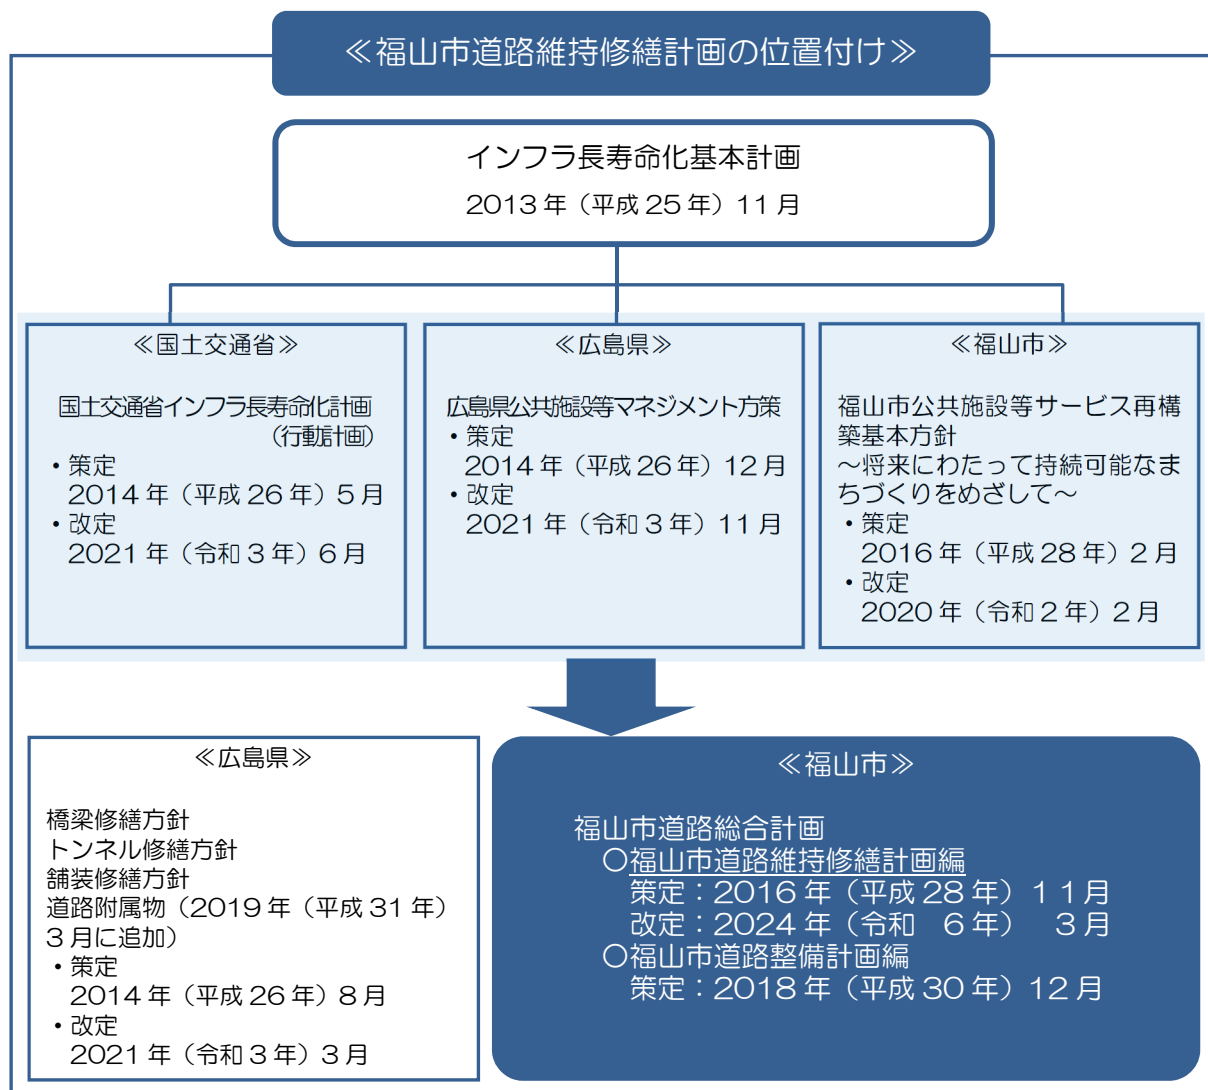 ≪福山市道路維持修繕計画の位置付け≫
インフラ長寿命化基本計画
2013年（平成25年）11月
≪国土交通省≫
国土交通省インフラ長寿命化計画
（行動計画）
・策定
2014年（平成26年）5月
・改定
2021年（令和3年）6月
≪広島県≫
広島県公共施設等マネジメント方策
・策定
2014年（平成26年）12月
・改定
2021年（令和3年）11月
≪福山市≫
福山市公共施設等サービス再構
築基本方針
～将来にわたって持続可能なま
ちづくりをめざして～
・策定
2016年（平成28年）2月
・改定
2020年（令和2年）2月
≪広島県≫
橋梁修繕方針
トンネル修繕方針
舗装修繕方針
道路附属物（2019年（平成31年）
3月に追加）
・策定
2014年（平成26年）8月
・改定
2021年（令和3年）3月
≪福山市≫
福山市道路総合計画
〇福山市道路維持修繕計画編
策定：2016年（平成28年）11月
改定：2024年（令和　6年）　3月
〇福山市道路整備計画編
策定：2018年（平成30年）12月